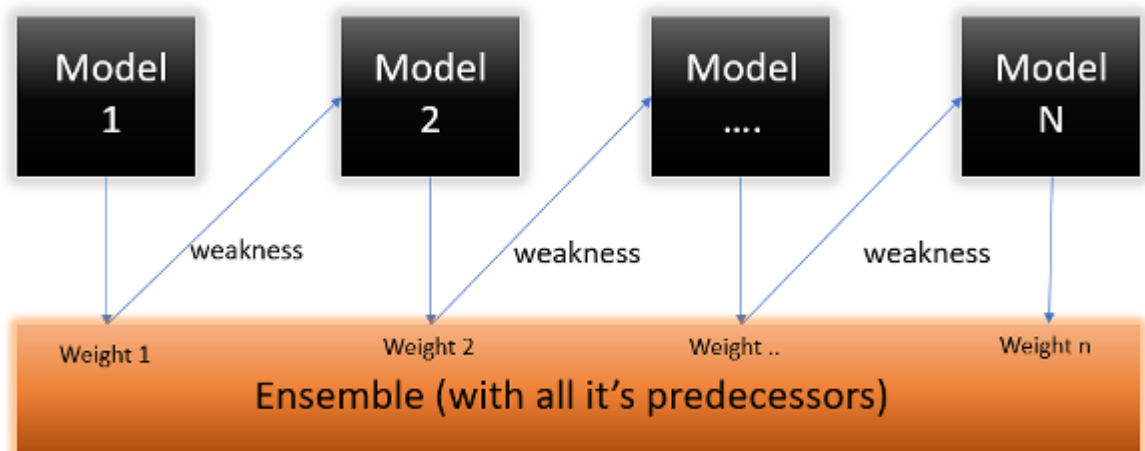 Model
1
Model
2
Model
....
Model
N
weakness
weakness
weakness
Weight 1
Weight 2
Weight ..
Weight n
Ensemble (with all it's predecessors)